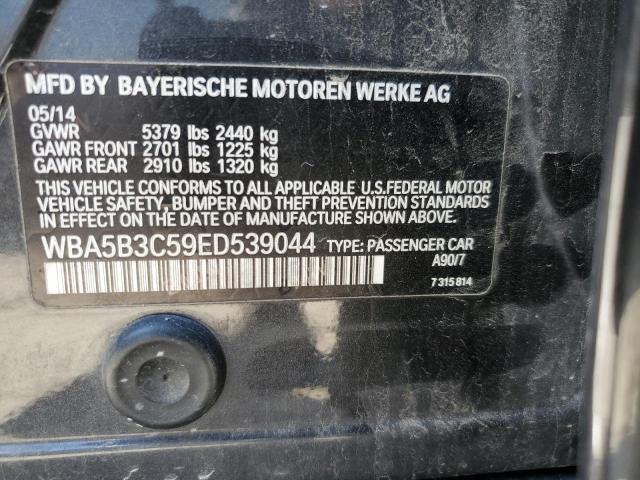 MFD BY BAYERISCHE MOTOREN WERKE AG
05/14
GVWR 5379 lbs 2440 kg
GAWR FRONT 2701 lbs 1225 kg
GAWR REAR 2910 lbs 1320 kg
THIS VEHICLE CONFORMS TO ALL APPLICABLE U.S.FEDERAL MOTOR
VEHICLE SAFETY, BUMPER AND THEFT PREVENTION STANDARDS
IN EFFECT ON THE DATE OF MANUFACTURE SHOWN ABOVE.
WBA5B3C59ED539044 TYPE: PASSENGER CAR
A90/7
7 315 814